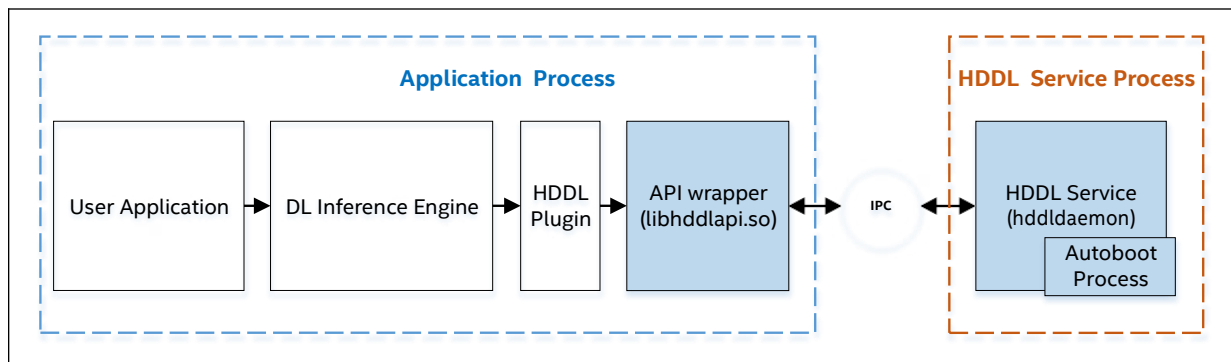 Application Process
HDDL Service Process
User Application
DL Inference Engine
HDDL
Plugin
API wrapper
(libhddlapi.so)
IPC
HDDL Service
(hddldaemon)
Autoboot
Process